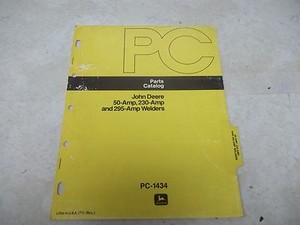 PC
Parts
Catalog
John Deere
50-Amp, 230-Amp
and 295-Amp Welders
PC-1434